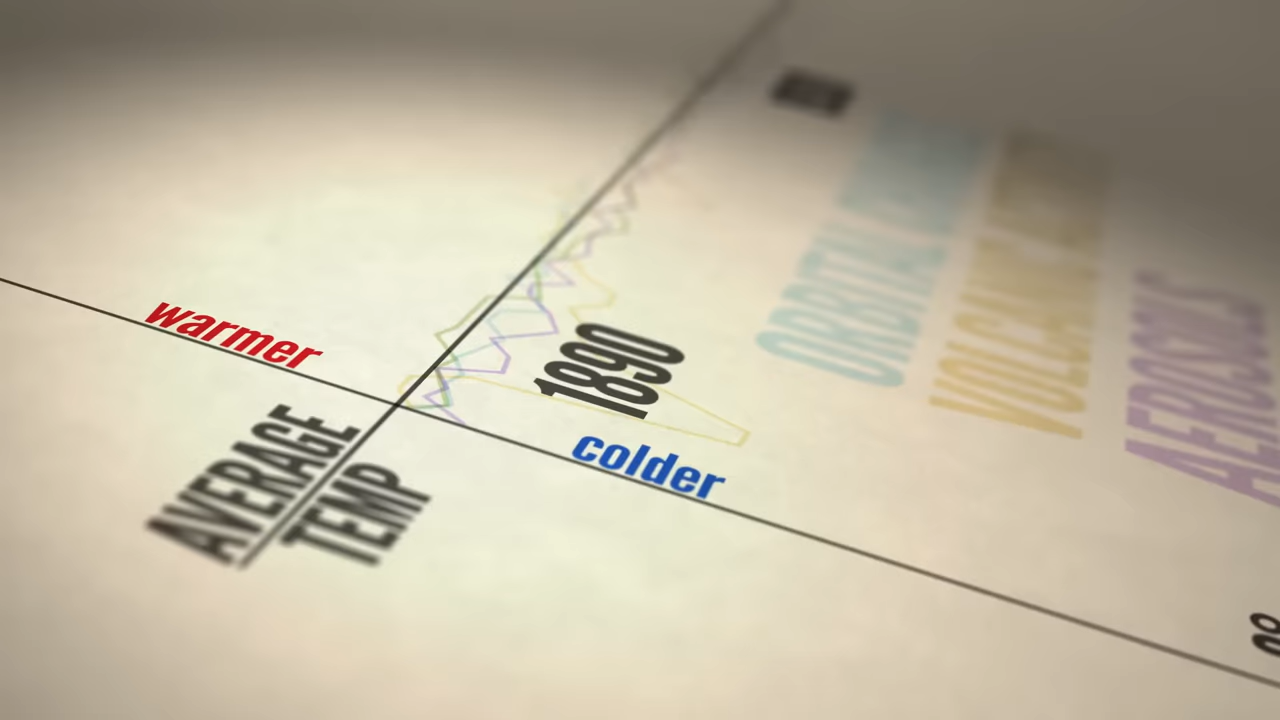 warmer
AVERAGE
TEMP
1890
colder
ORBITAL
VOLCANIC
AEROSOLS